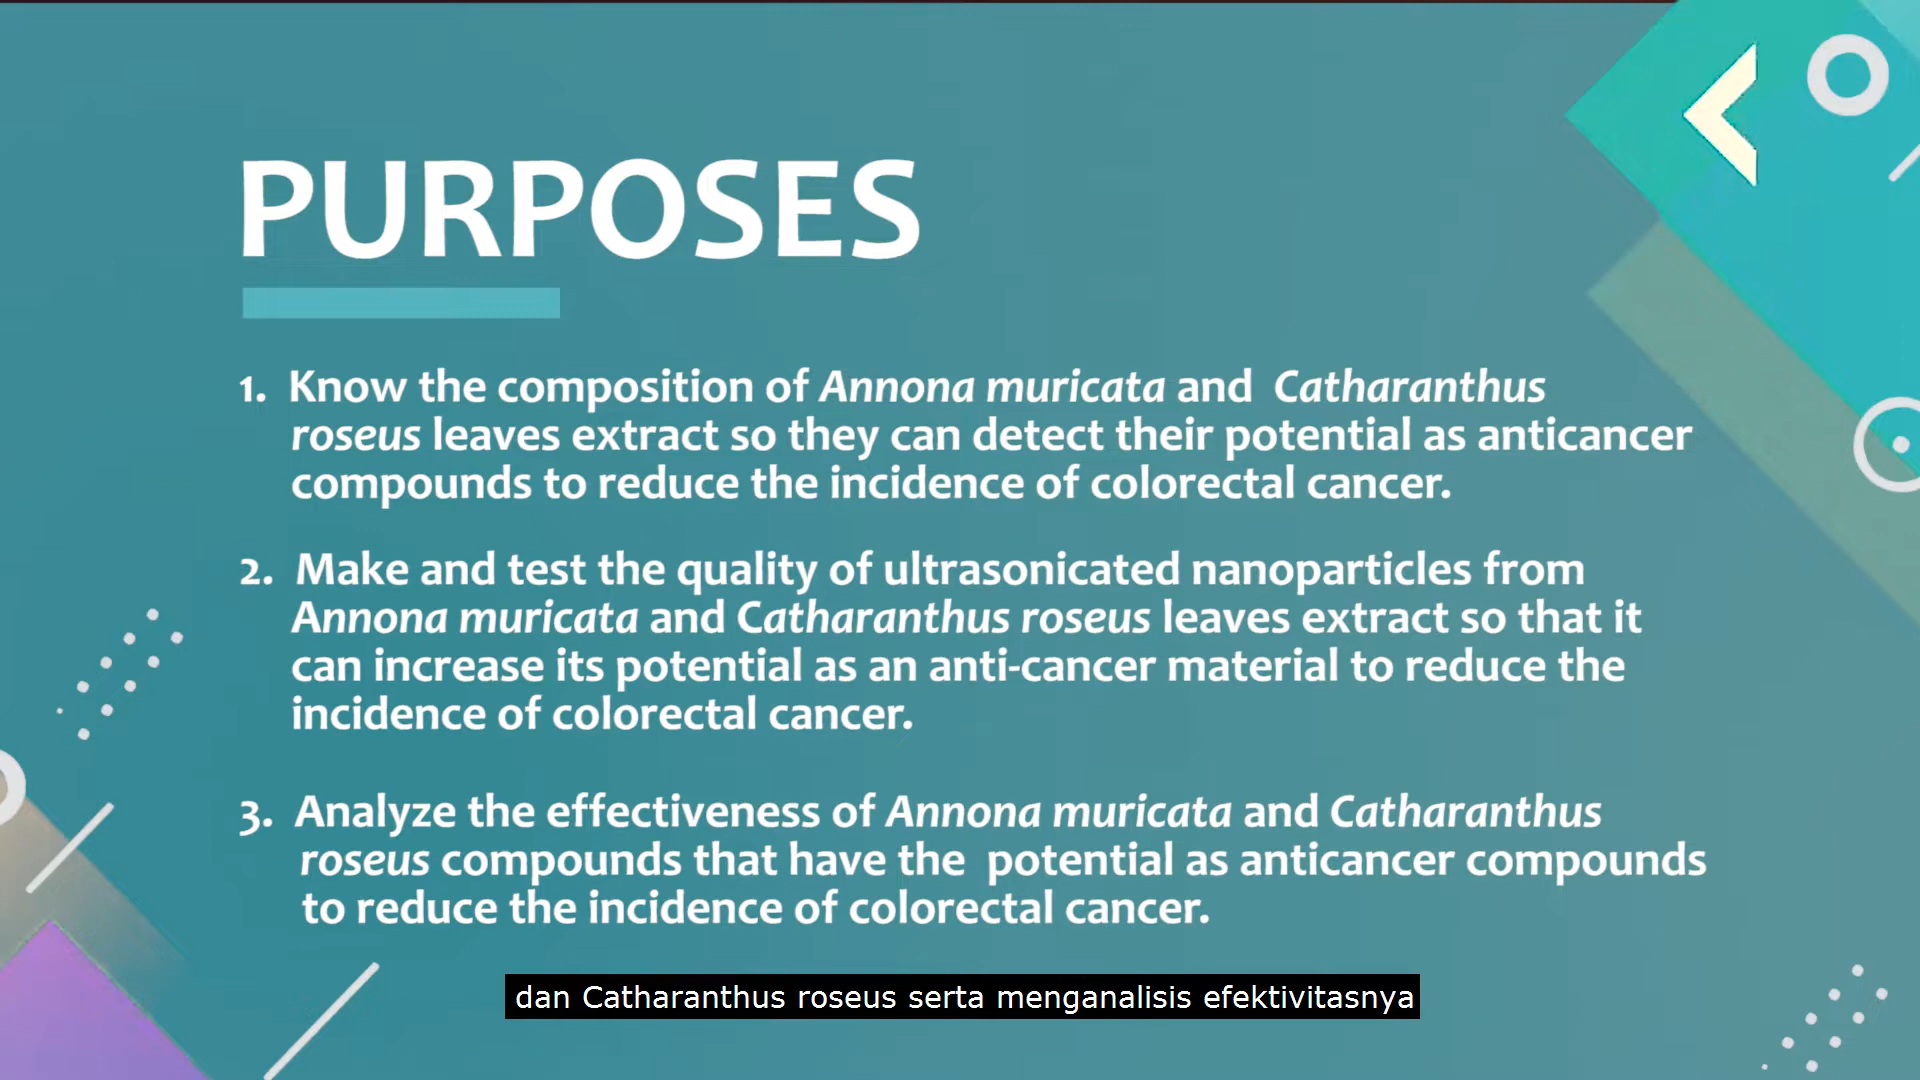 PURPOSES
1. Know the composition of Annona muricata and Catharanthus
roseus leaves extract so they can detect their potential as anticancer
compounds to reduce the incidence of colorectal cancer.
2. Make and test the quality of ultrasonicated nanoparticles from
Annona muricata and Catharanthus roseus leaves extract so that it
can increase its potential as an anti-cancer material to reduce the
incidence of colorectal cancer.
3. Analyze the effectiveness of Annona muricata and Catharanthus
roseus compounds that have the potential as anticancer compounds
to reduce the incidence of colorectal cancer.
dan Catharanthus roseus serta menganalisis efektivitasnya